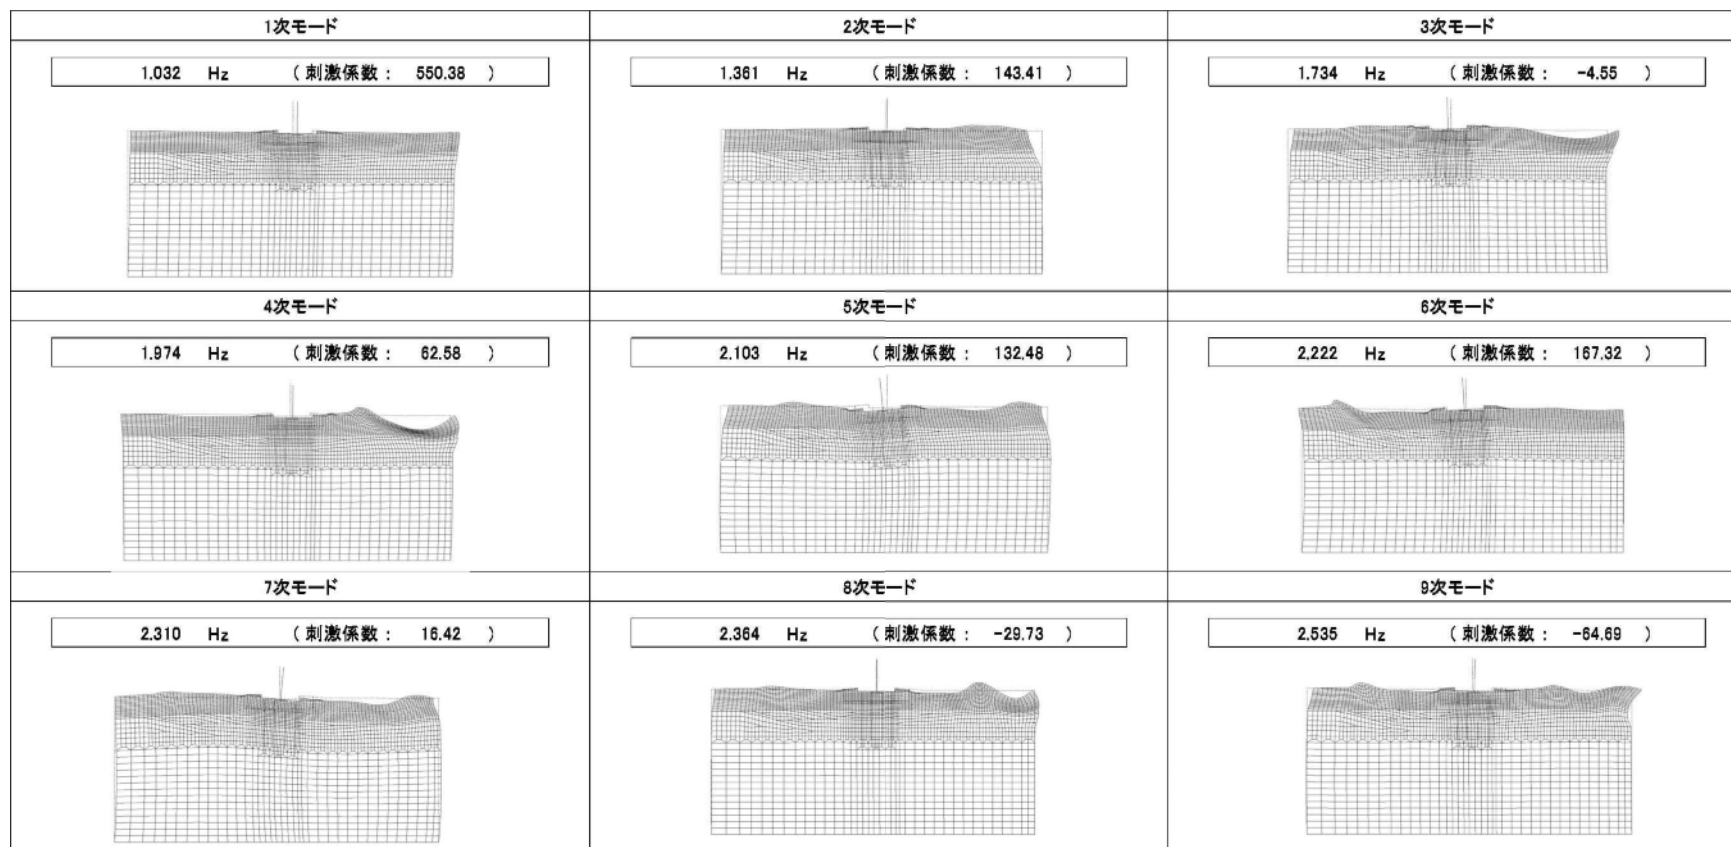 1次モード 2次モード 3次モード
1.032 Hz （ 刺激係数 ： 550.38 ） 1.361 Hz （ 刺激係数 ： 143.41 ） 1.734 Hz （ 刺激係数 ： -4.55 ）
4次モード 5次モード 6次モード
1.974 Hz （ 刺激係数 ： 62.58 ） 2.103 Hz （ 刺激係数 ： 132.48 ） 2.222 Hz （ 刺激係数 ： 167.32 ）
7次モード 8次モード 9次モード
2.310 Hz （ 刺激係数 ： 16.42 ） 2.364 Hz （ 刺激係数 ： -29.73 ） 2.535 Hz （ 刺激係数 ： -64.69 ）